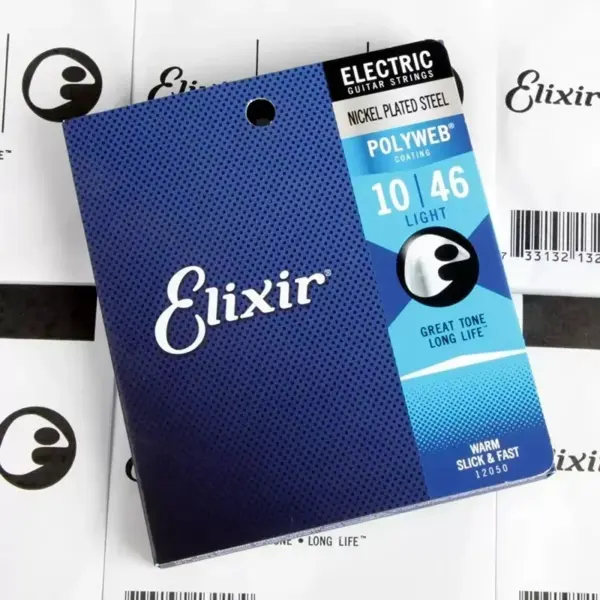 Elixir®
ELECTRIC
GUITAR STRINGS
NICKEL PLATED STEEL
POLYWEB®
COATING
10 | 46
LIGHT
GREAT TONE
LONG LIFE™
WARM
SLICK & FAST
12050
Elixir
Elixir
33132 13
• LONG LIFE™